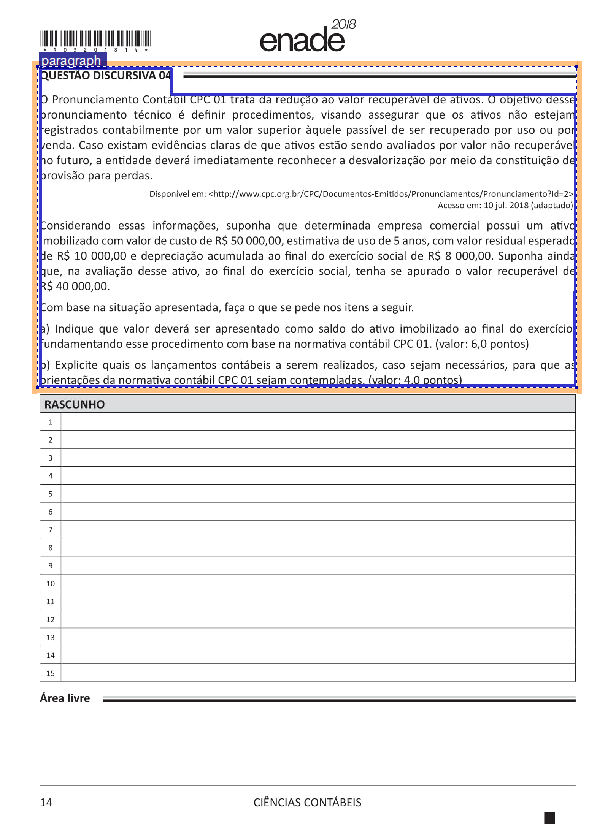 *R0520181 4*
enade 2018
paragraph
QUESTÃO DISCURSIVA 04
O Pronunciamento Contábil CPC 01 trata da redução ao valor recuperável de ativos. O objetivo desse
pronunciamento técnico é definir procedimentos, visando assegurar que os ativos não estejam
registrados contabilmente por um valor superior àquele passível de ser recuperado por uso ou por
venda. Caso existam evidências claras de que ativos estão sendo avaliados por valor não recuperável
no futuro, a entidade deverá imediatamente reconhecer a desvalorização por meio da constituição de
provisão para perdas.
Disponível em: <http://www.cpc.org.br/CPC/Documentos-Emitidos/Pronunciamentos/Pronunciamento?Id=2>
Acesso em: 10 jul. 2018 (adaptado)
Considerando essas informações, suponha que determinada empresa comercial possui um ativo
imobilizado com valor de custo de R$ 50 000,00, estimativa de uso de 5 anos, com valor residual esperado
de R$ 10 000,00 e depreciação acumulada ao final do exercício social de R$ 8 000,00. Suponha ainda
que, na avaliação desse ativo, ao final do exercício social, tenha se apurado o valor recuperável de
R$ 40 000,00.
Com base na situação apresentada, faça o que se pede nos itens a seguir.
a) Indique que valor deverá ser apresentado como saldo do ativo imobilizado ao final do exercício,
fundamentando esse procedimento com base na normativa contábil CPC 01. (valor: 6,0 pontos)
b) Explicite quais os lançamentos contábeis a serem realizados, caso sejam necessários, para que as
orientações da normativa contábil CPC 01 sejam contempladas. (valor: 4,0 pontos)
RASCUNHO
1
2
3
4
5
6
7
8
9
10
11
12
13
14
15
Área livre
14 CIÊNCIAS CONTÁBEIS